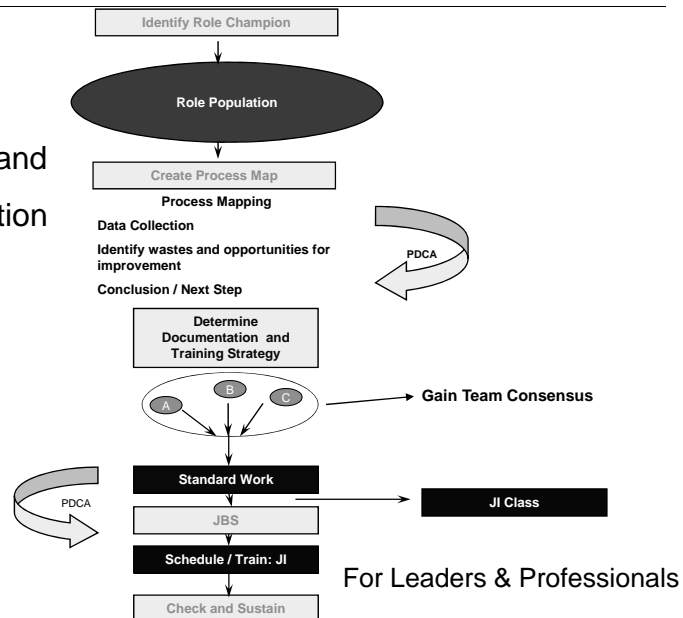 Identify Role Champion
Role Population
and
tion
Create Process Map
Process Mapping
Data Collection
Identify wastes and opportunities for
improvement
Conclusion / Next Step
PDCA
Determine
Documentation and
Training Strategy
A
B
C
Gain Team Consensus
Standard Work
PDCA
JI Class
JBS
Schedule / Train: JI
For Leaders & Professionals
Check and Sustain